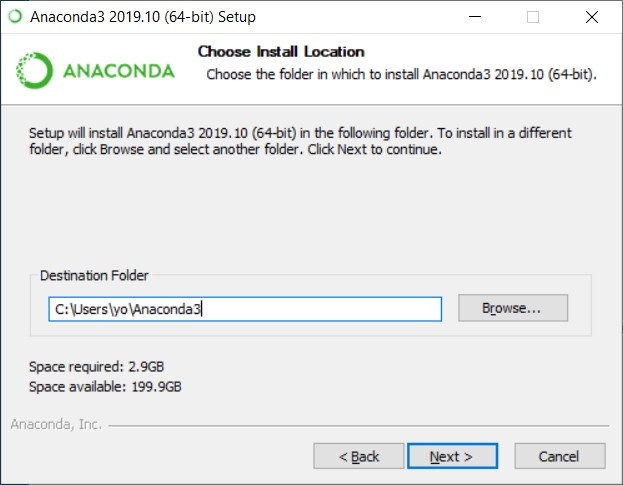 Anaconda3 2019.10 (64-bit) Setup
Choose Install Location
ANACONDA
Choose the folder in which to install Anaconda3 2019.10 (64-bit).
Setup will install Anaconda3 2019.10 (64-bit) in the following folder. To install in a different
folder, click Browse and select another folder. Click Next to continue.
Destination Folder
C:\Users\yo\Anaconda3
Browse...
Space required: 2.9GB
Space available: 199.9GB
Anaconda, Inc.
< Back
Next >
Cancel